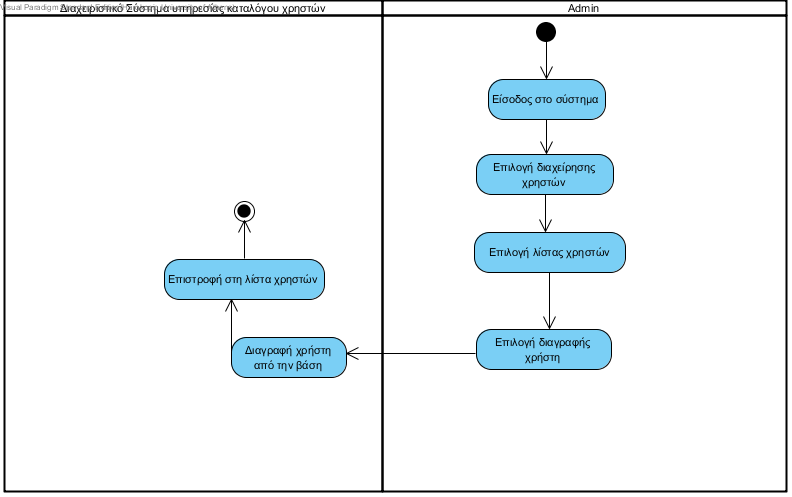 Διαχειριστικό Σύστημα υπηρεσίας καταλόγου χρηστών
Admin
Είσοδος στο σύστημα
Επιλογή διαχείρησης
χρηστών
Επιλογή λίστας χρηστών
Επιλογή διαγραφής
χρήστη
Διαγραφή χρήστη
από την βάση
Επιστροφή στη λίστα χρηστών
Visual Paradigm